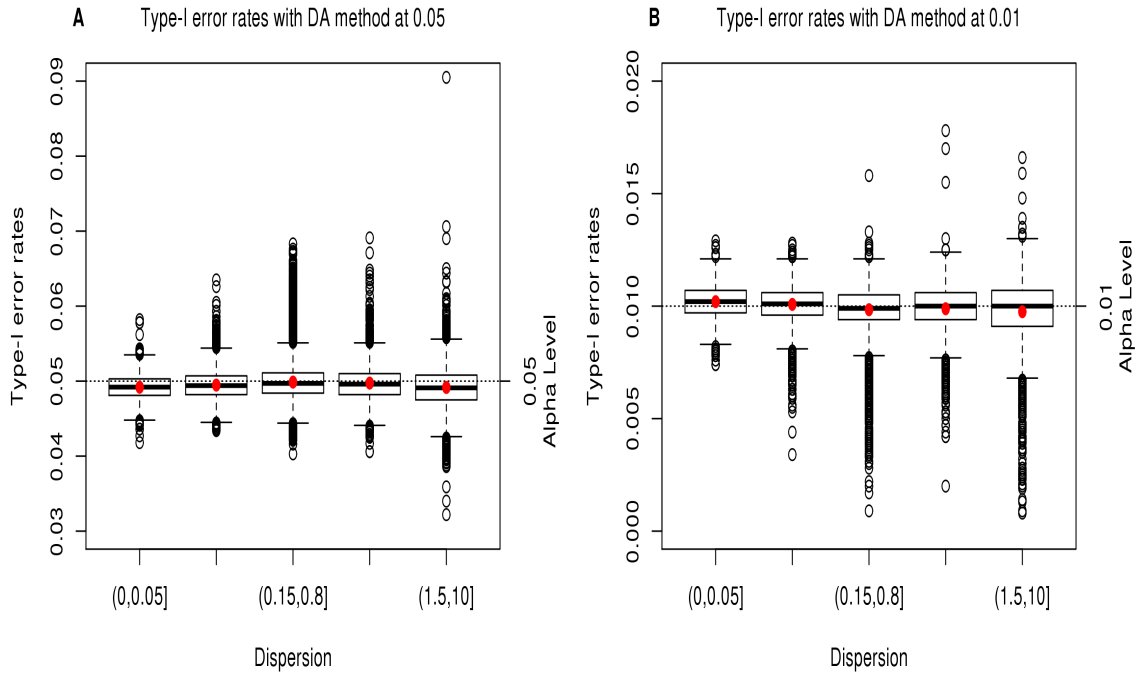 A
Type-I error rates with DA method at 0.05
Type-I error rates
0.03
0.04
0.05
0.06
0.07
0.08
0.09
0.05
Alpha Level
(0,0.05]
(0.15,0.8]
(1.5,10]
Dispersion
B
Type-I error rates with DA method at 0.01
Type-I error rates
0.000
0.005
0.010
0.015
0.020
0.01
Alpha Level
(0,0.05]
(0.15,0.8]
(1.5,10]
Dispersion